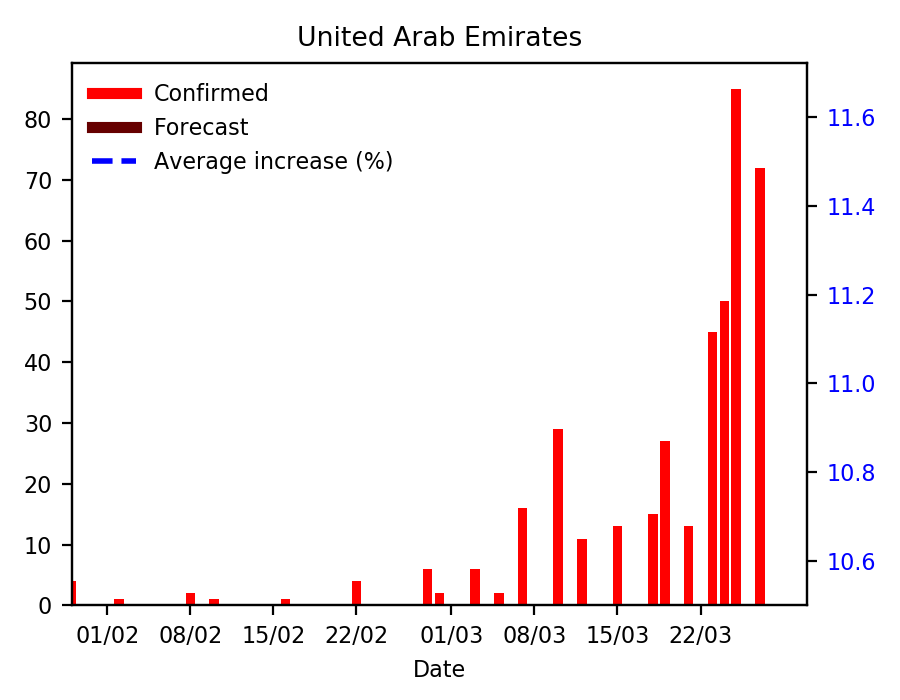 United Arab Emirates
Confirmed
Forecast
Average increase (%)
80
70
60
50
40
30
20
10
0
11.6
11.4
11.2
11.0
10.8
10.6
01/02 08/02 15/02 22/02 01/03 08/03 15/03 22/03
Date